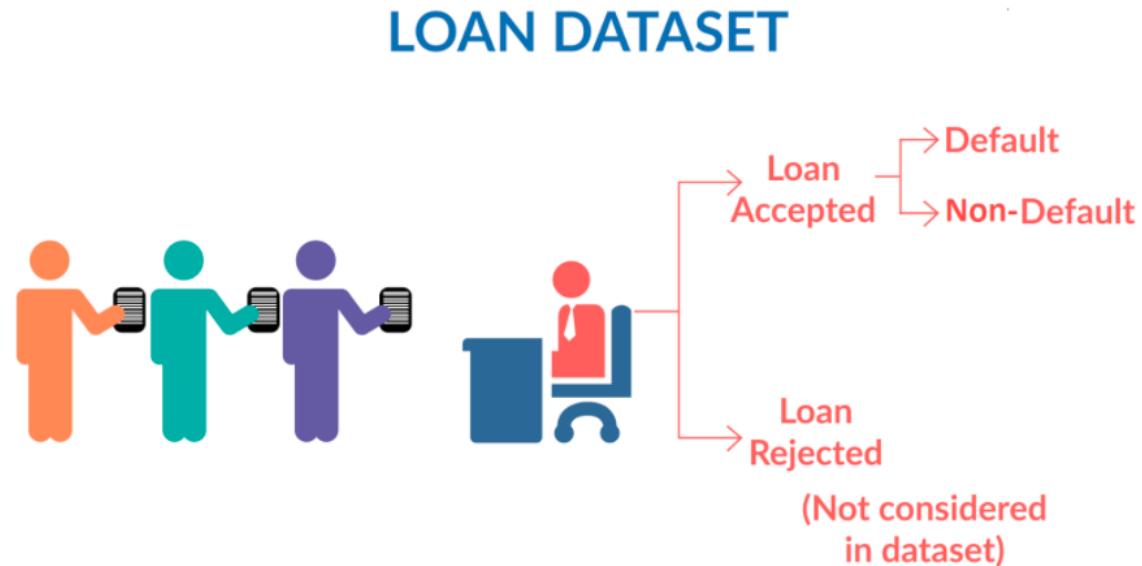 LOAN DATASET
Default
Loan
Accepted
Non-Default
Loan
Rejected
(Not considered
in dataset)